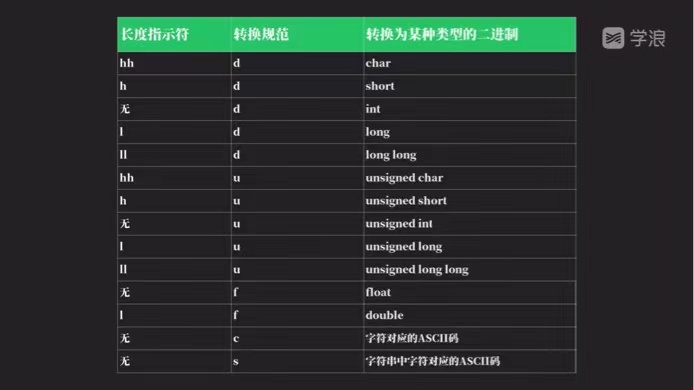 长度指示符 转换规范 转换为某种类型的二进制
学浪
hh d char
h d short
无 d int
l d long
ll d long long
hh u unsigned char
h u unsigned short
无 u unsigned int
l u unsigned long
ll u unsigned long long
无 f float
l f double
无 c 字符对应的ASCII码
无 s 字符串中字符对应的ASCII码